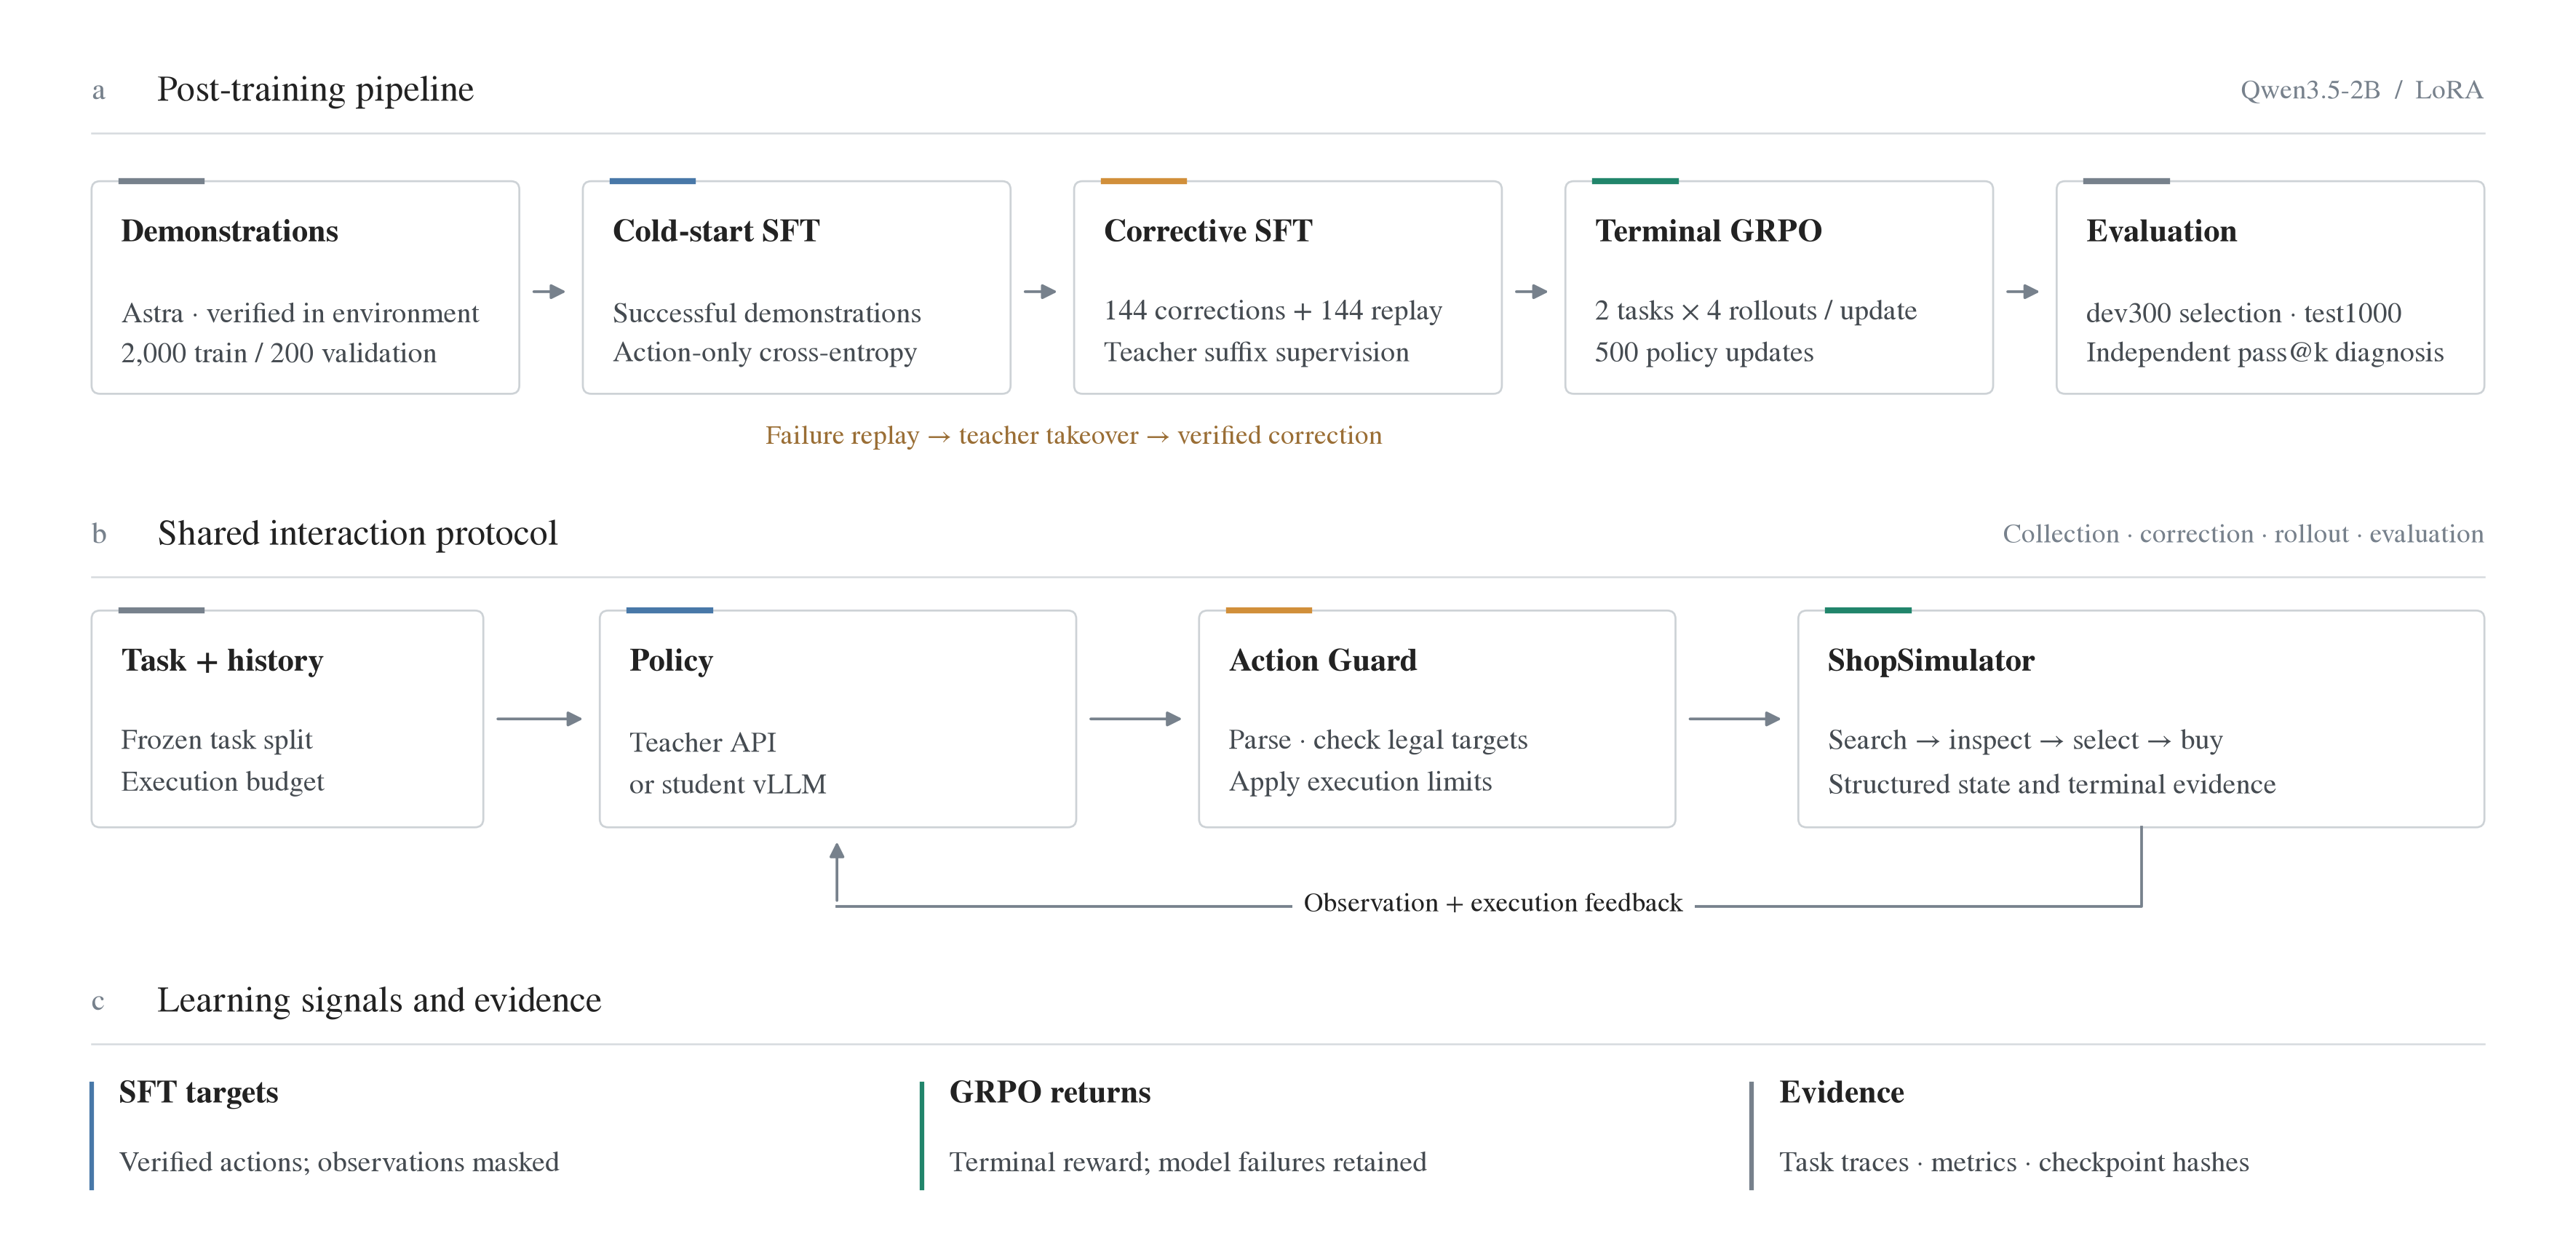 a Post-training pipeline Qwen3.5-2B / LoRA
Demonstrations
Astra · verified in environment
2,000 train / 200 validation
Cold-start SFT
Successful demonstrations
Action-only cross-entropy
Corrective SFT
144 corrections + 144 replay
Teacher suffix supervision
Terminal GRPO
2 tasks × 4 rollouts / update
500 policy updates
Evaluation
dev300 selection · test1000
Independent pass@k diagnosis
Failure replay → teacher takeover → verified correction
b Shared interaction protocol Collection · correction · rollout · evaluation
Task + history
Frozen task split
Execution budget
Policy
Teacher API
or student vLLM
Action Guard
Parse · check legal targets
Apply execution limits
ShopSimulator
Search → inspect → select → buy
Structured state and terminal evidence
Observation + execution feedback
c Learning signals and evidence
SFT targets
Verified actions; observations masked
GRPO returns
Terminal reward; model failures retained
Evidence
Task traces · metrics · checkpoint hashes